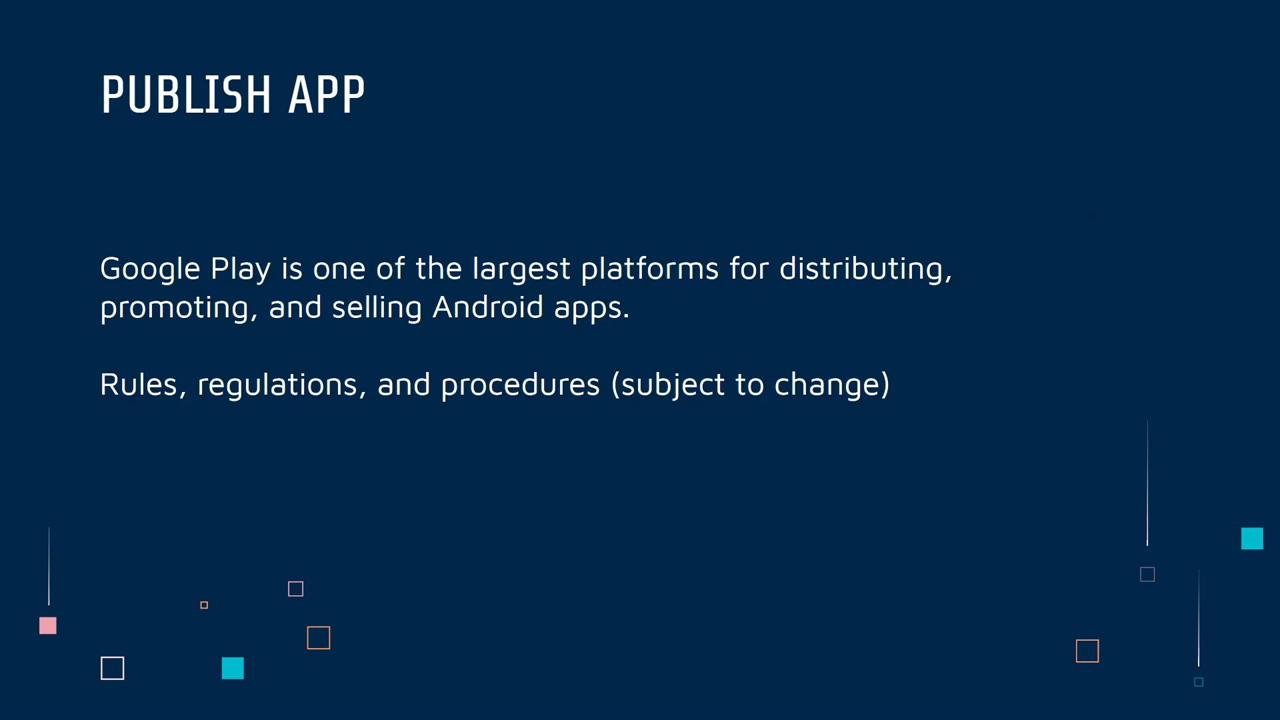 PUBLISH APP
Google Play is one of the largest platforms for distributing,
promoting, and selling Android apps.
Rules, regulations, and procedures (subject to change)